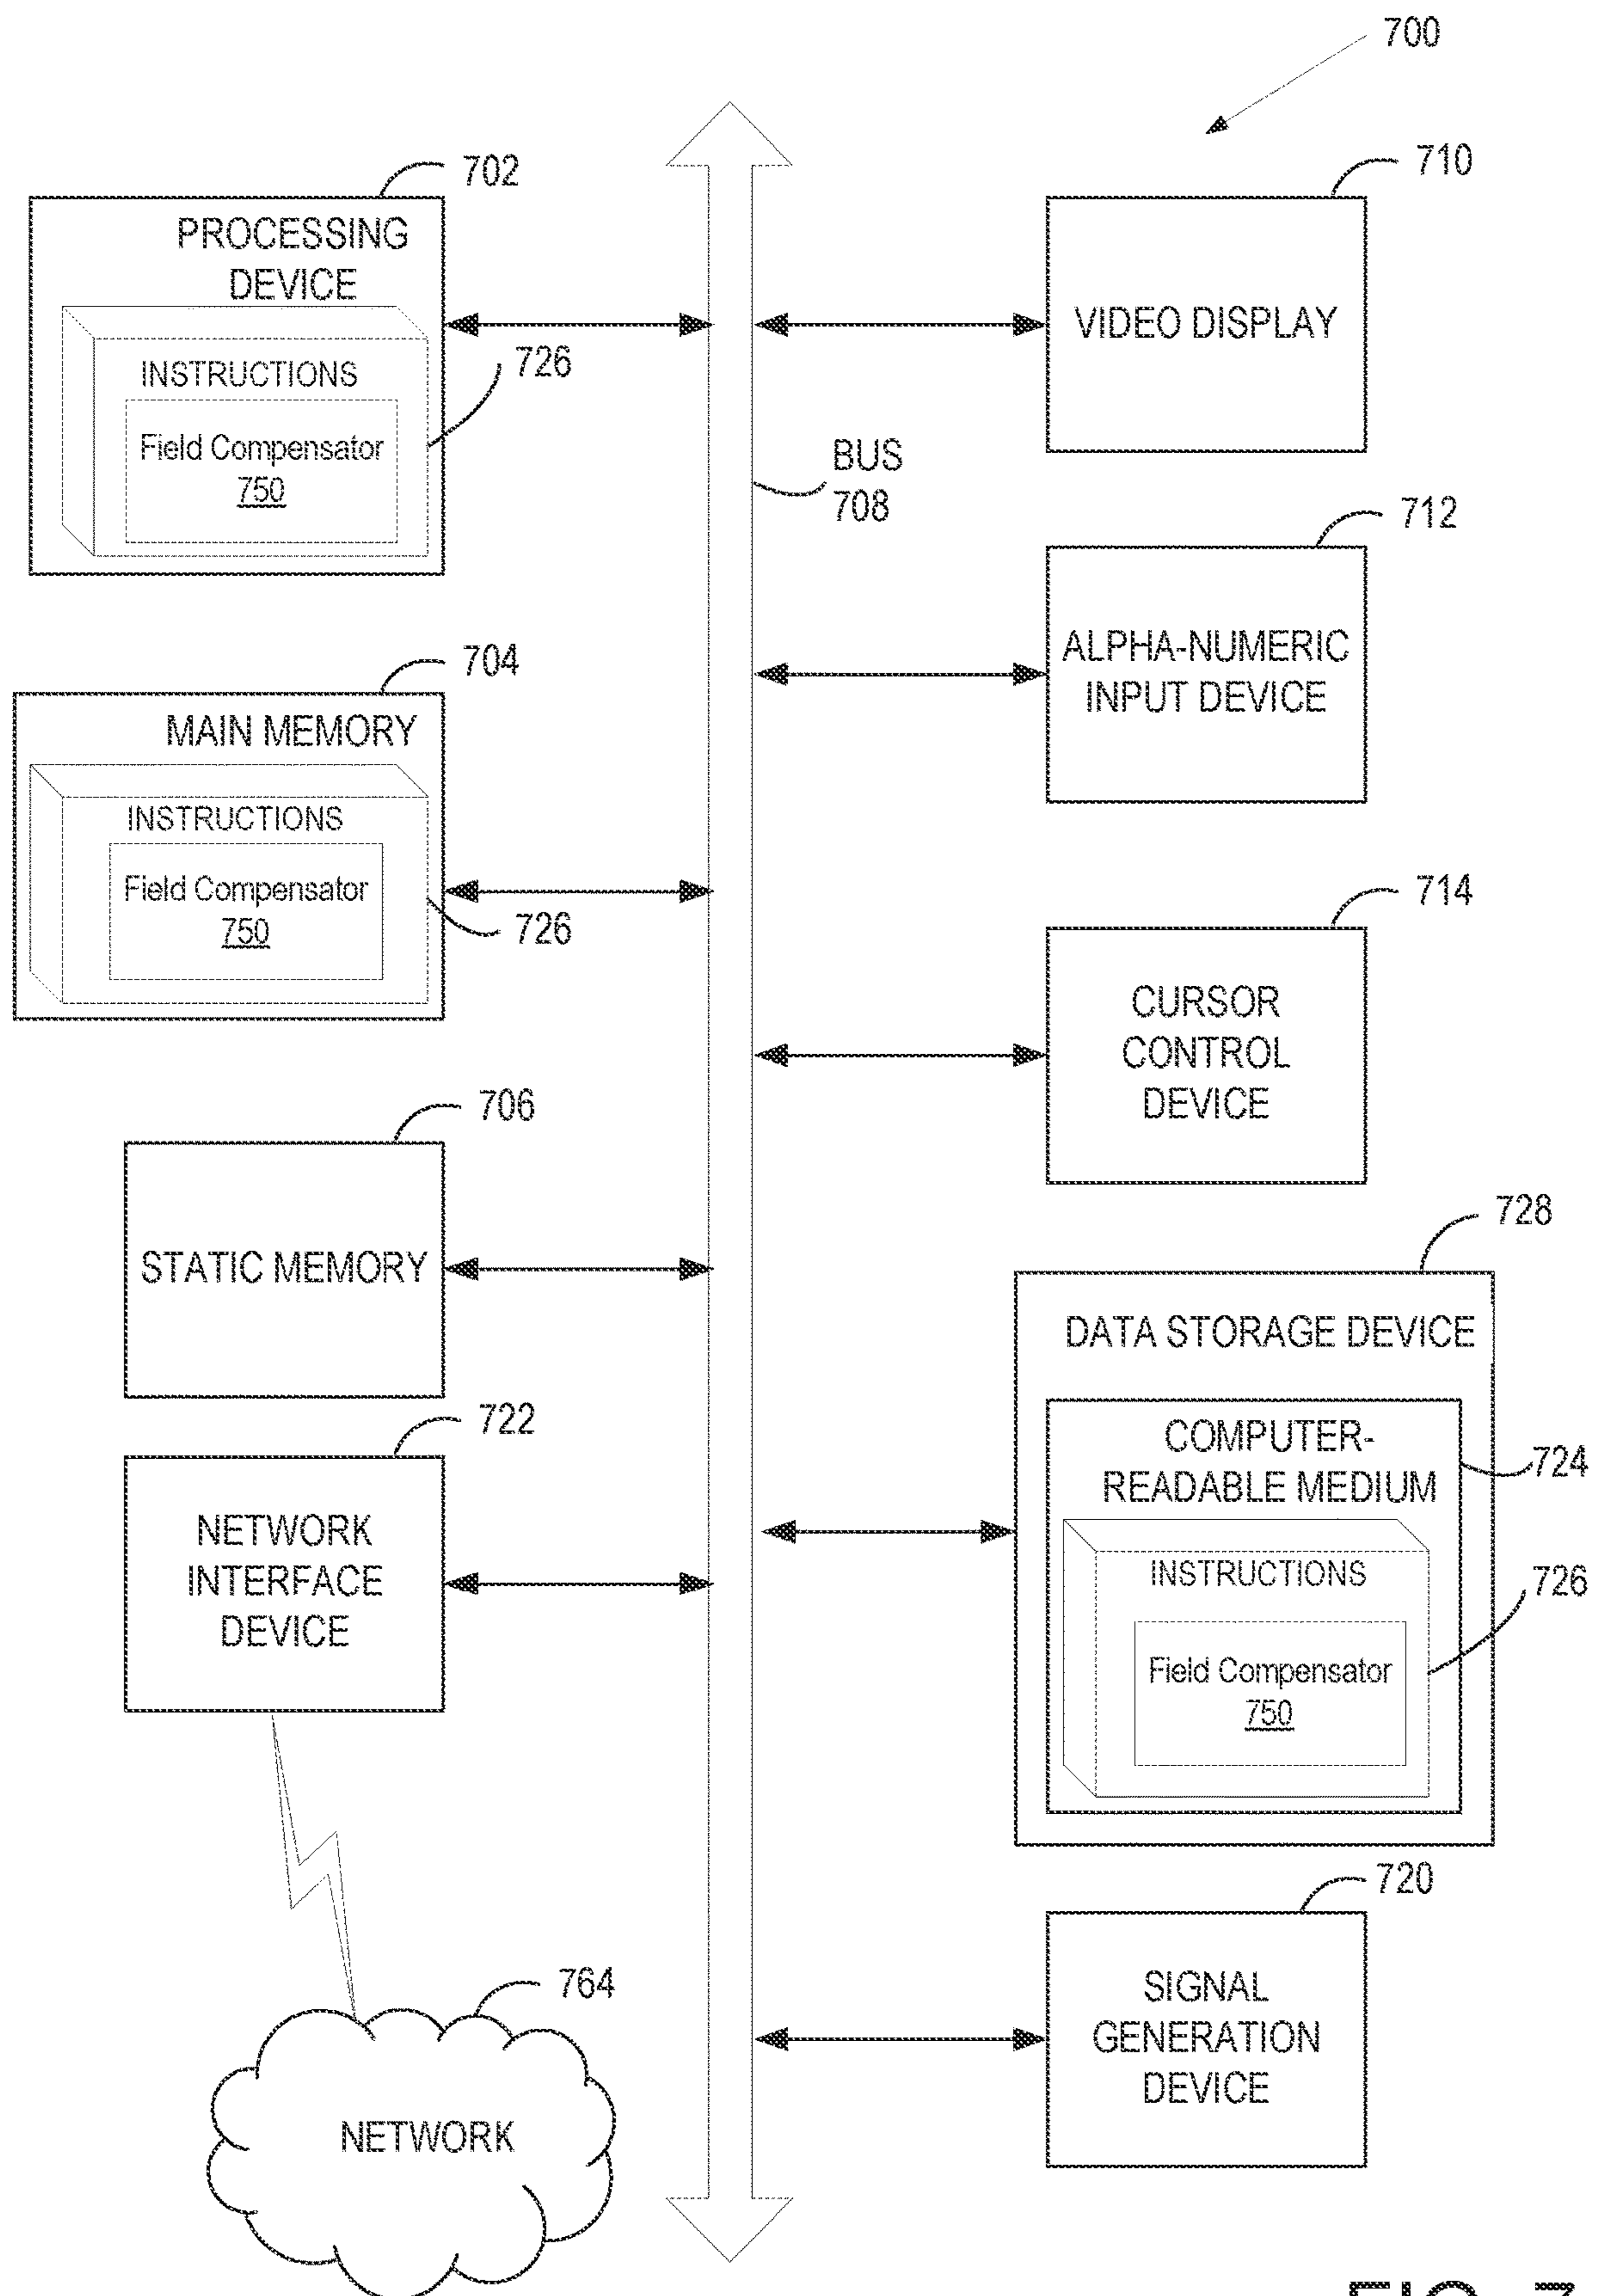 700
702
PROCESSING
DEVICE
INSTRUCTIONS
Field Compensator
750
726
704
MAIN MEMORY
INSTRUCTIONS
Field Compensator
750
726
706
STATIC MEMORY
722
NETWORK
INTERFACE
DEVICE
764
NETWORK
BUS
708
710
VIDEO DISPLAY
712
ALPHA-NUMERIC
INPUT DEVICE
714
CURSOR
CONTROL
DEVICE
728
DATA STORAGE DEVICE
COMPUTER-
READABLE MEDIUM
724
INSTRUCTIONS
Field Compensator
750
726
720
SIGNAL
GENERATION
DEVICE
FIG. 7